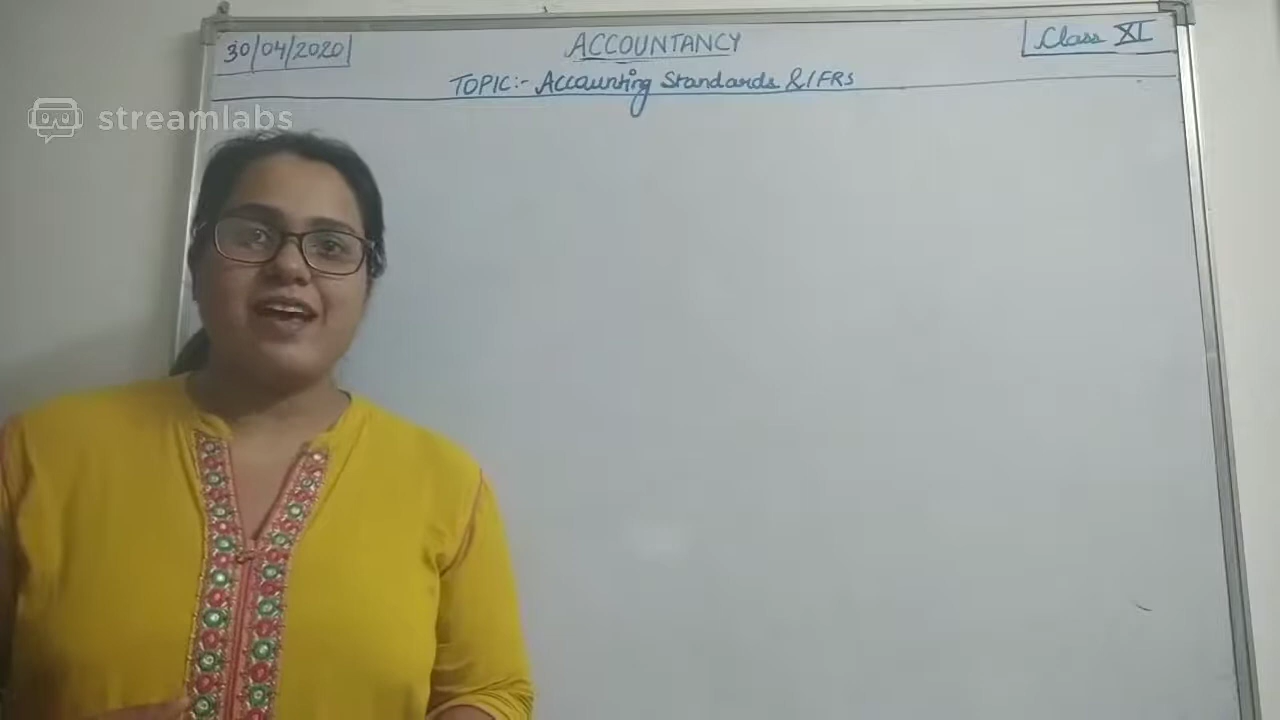 30/04/2020
ACCOUNTANCY
Class XI
TOPIC:- Accounting Standards & IFRS
streamlabs